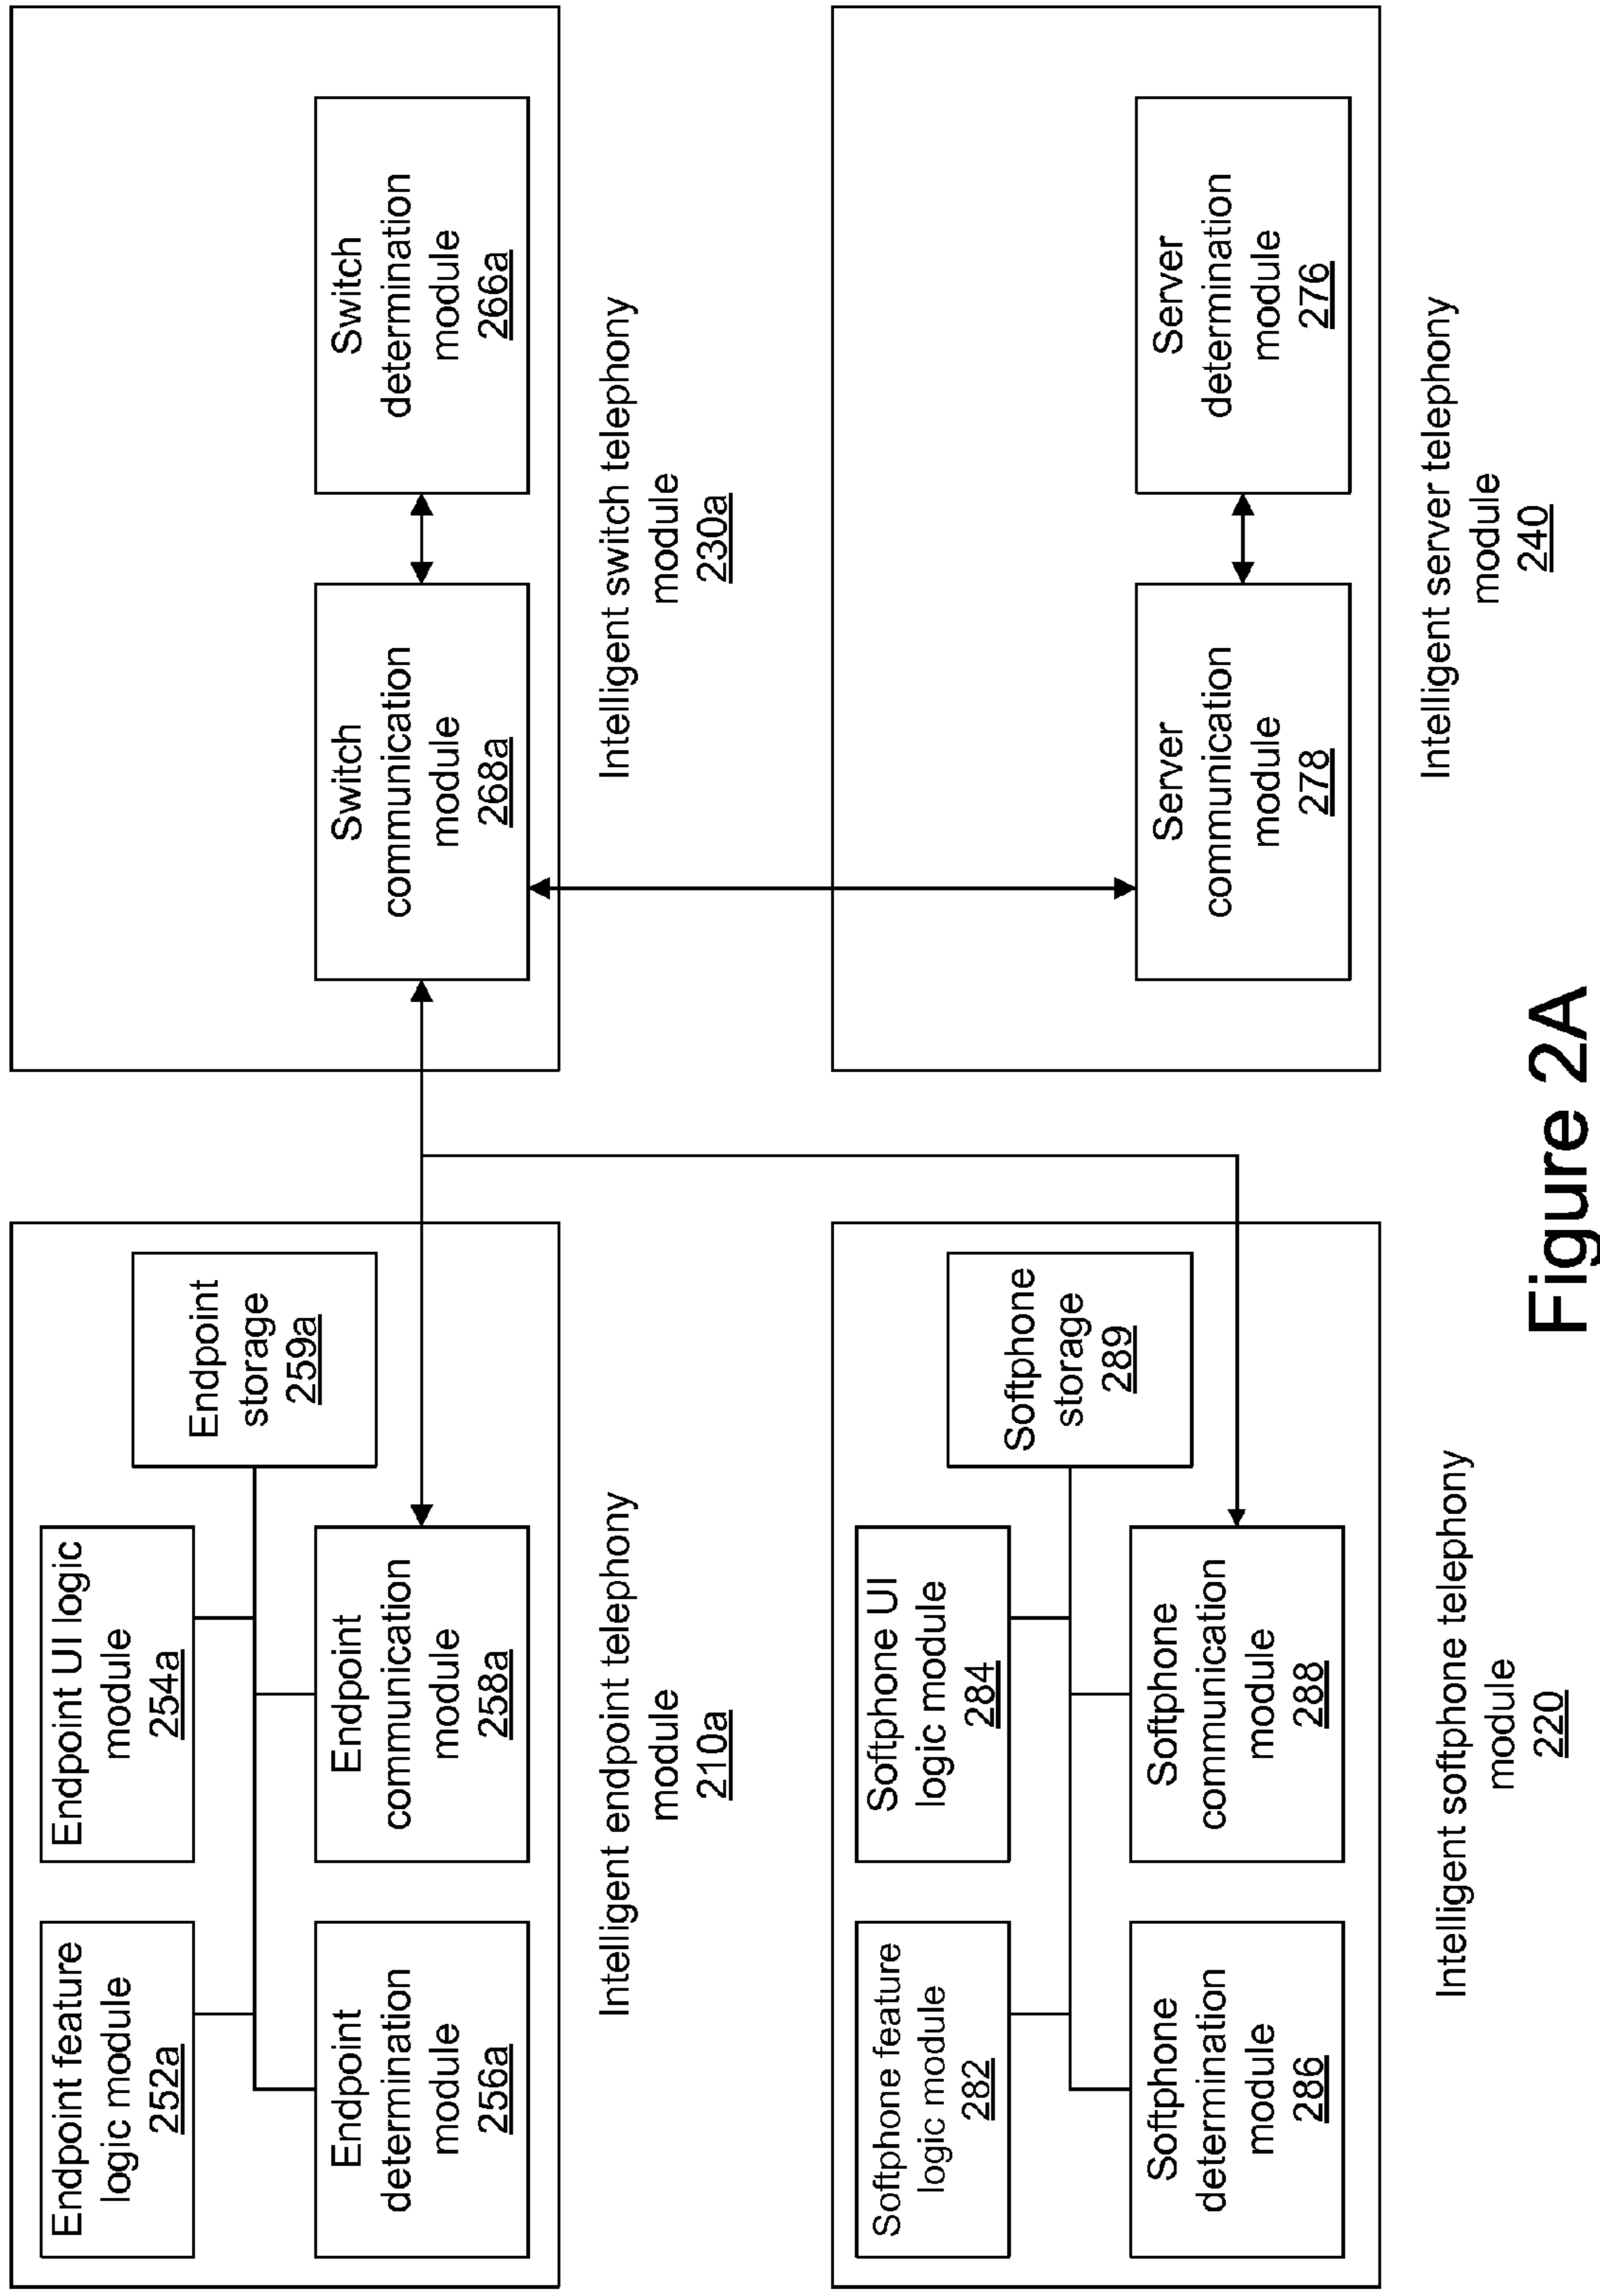 Endpoint feature
logic module
252a
Endpoint UI logic
module
254a
Endpoint
storage
259a
Endpoint
determination
module
256a
Endpoint
communication
module
258a
Intelligent endpoint telephony
module
210a
Switch
communication
module
268a
Switch
determination
module
266a
Intelligent switch telephony
module
230a
Softphone feature
logic module
282
Softphone UI
logic module
284
Softphone
storage
289
Softphone
determination
module
286
Softphone
communication
module
288
Intelligent softphone telephony
module
220
Server
communication
module
278
Server
determination
module
276
Intelligent server telephony
module
240
Figure 2A